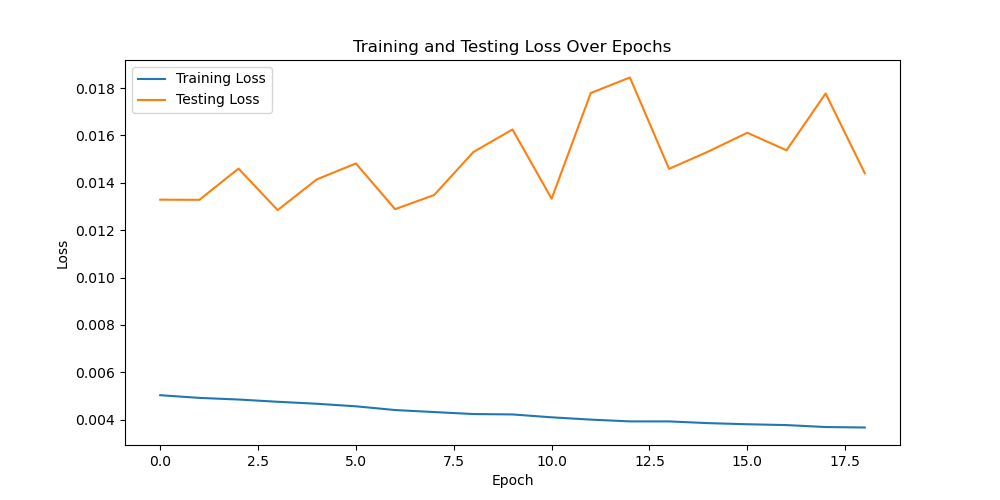 Training and Testing Loss Over Epochs
Training Loss
Testing Loss
0.018
0.016
0.014
0.012
0.010
0.008
0.006
0.004
Loss
0.0 2.5 5.0 7.5 10.0 12.5 15.0 17.5
Epoch